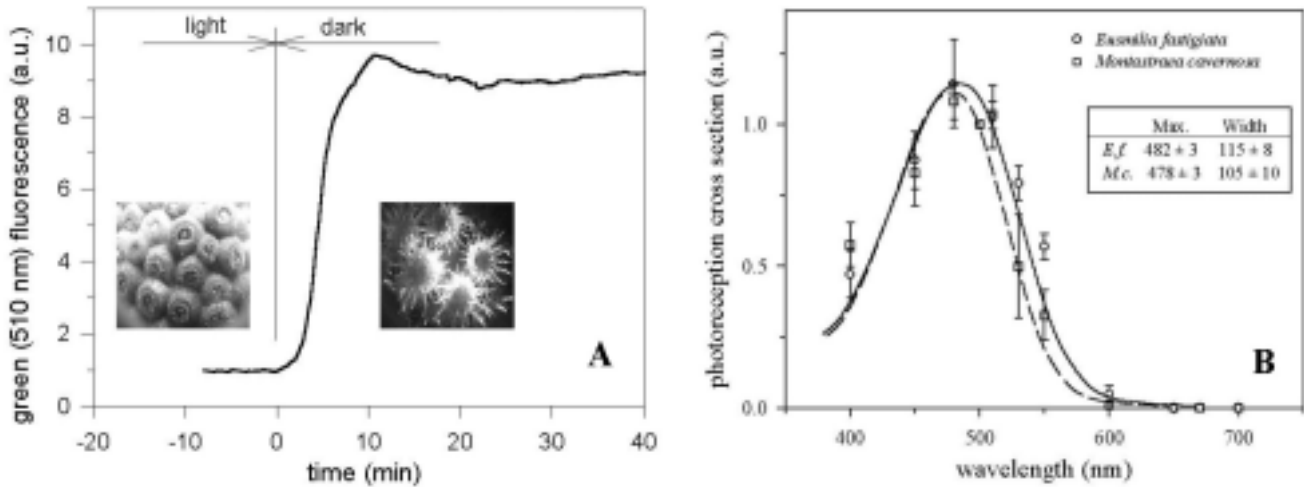 light dark
green (510 nm) fluorescence (a.u.)
10
8
6
4
2
0
A
-20 -10 0 10 20 30 40
time (min)
photoreception cross section (a.u.)
1.0
0.5
0.0
Eusmilia fastigiata
Montastraea cavernosa
Max. Width
E.f. 482 ± 3 115 ± 8
M.c. 478 ± 3 105 ± 10
B
400 500 600 700
wavelength (nm)